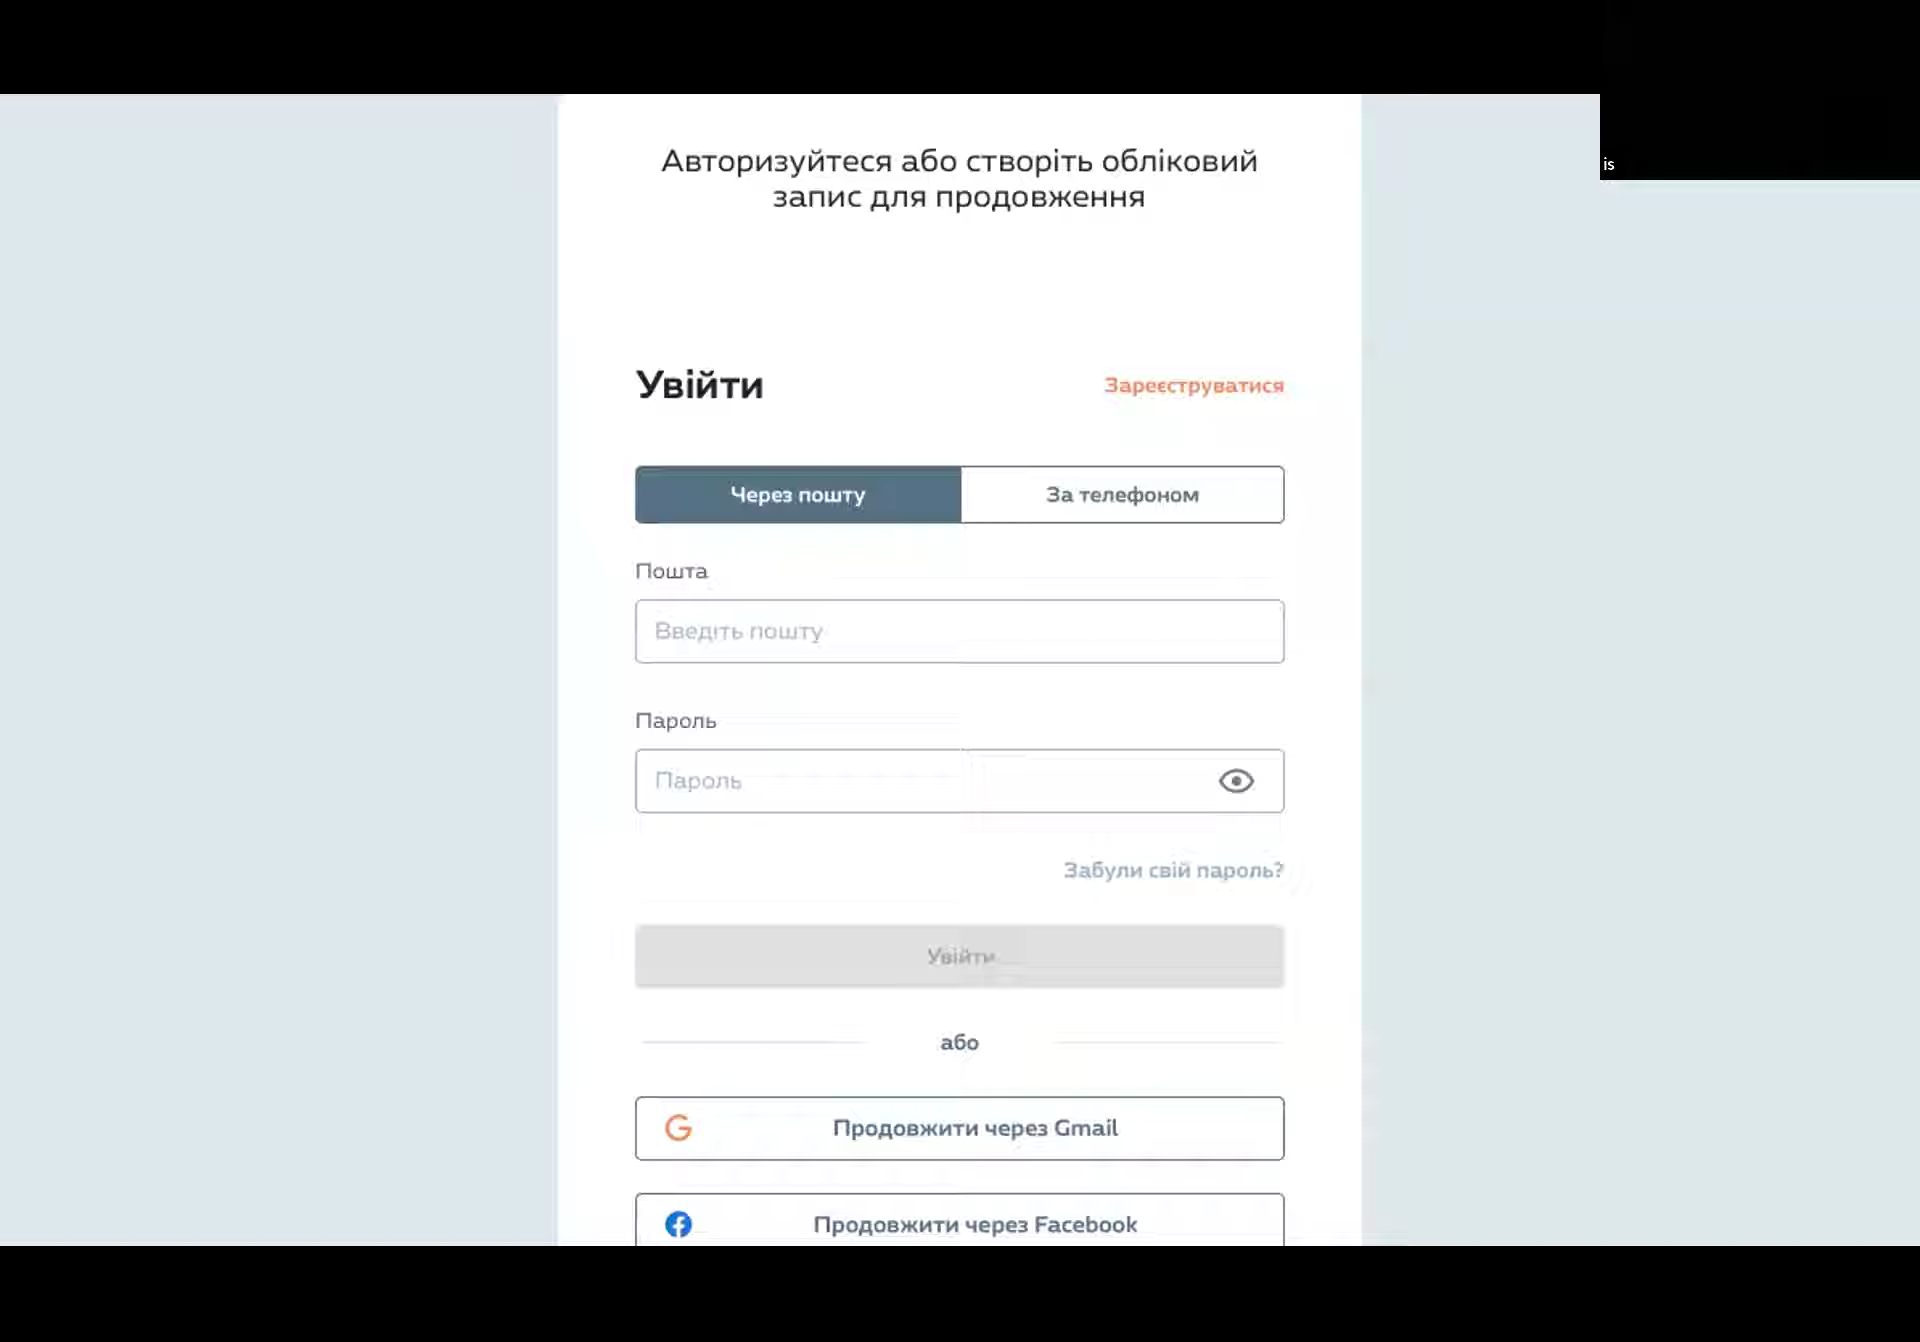 is
Авторизуйтеся або створіть обліковий
запис для продовження
Увійти
Зареєструватися
Через пошту
За телефоном
Пошта
Введіть пошту
Пароль
Пароль
Забули свій пароль?
Увійти
або
Продовжити через Gmail
Продовжити через Facebook